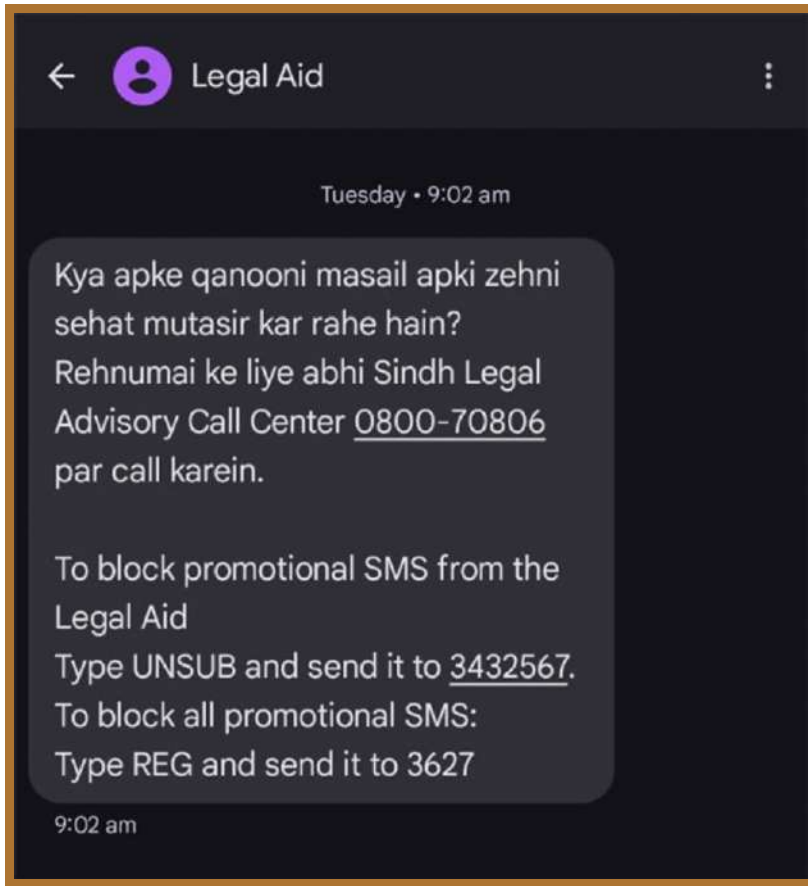 Legal Aid
Tuesday • 9:02 am
Kya apke qanooni masail apki zehni
sehat mutasir kar rahe hain?
Rehnumai ke liye abhi Sindh Legal
Advisory Call Center 0800-70806
par call karein.
To block promotional SMS from the
Legal Aid
Type UNSUB and send it to 3432567.
To block all promotional SMS:
Type REG and send it to 3627
9:02 am